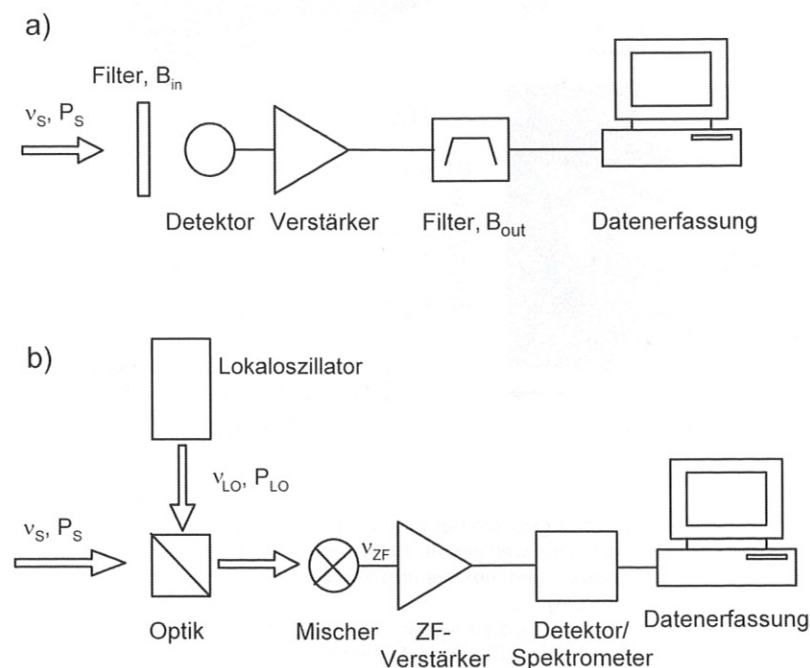 a)
Filter, B_in
ν_S, P_S
Detektor Verstärker Filter, B_out Datenerfassung
b)
Lokaloszillator
ν_LO, P_LO
ν_S, P_S
ν_ZF
Optik Mischer ZF- Detektor/ Datenerfassung
Verstärker Spektrometer